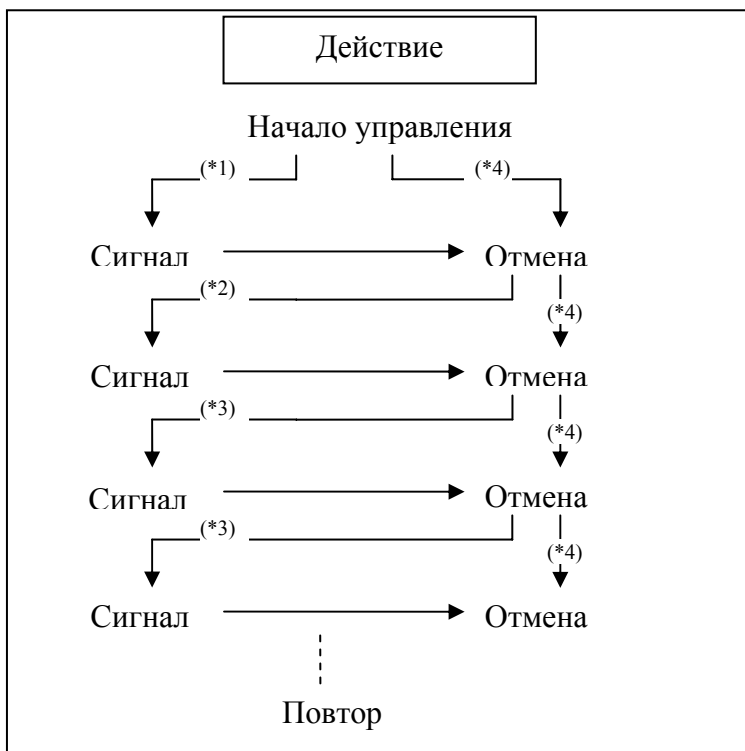 Действие
Начало управления
(*1) (*4)
Сигнал Отмена
(*2) (*4)
Сигнал Отмена
(*3) (*4)
Сигнал Отмена
(*3) (*4)
Сигнал Отмена
Повтор